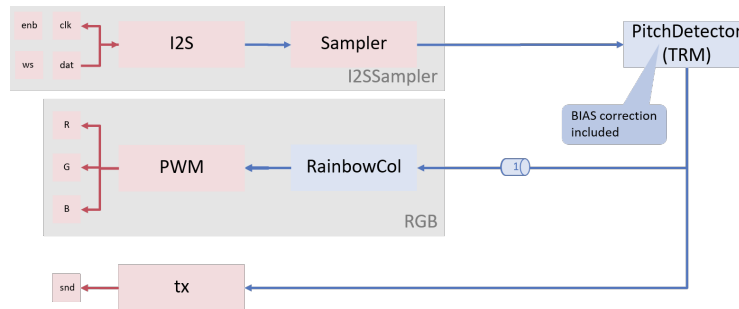 enb
clk
ws
dat
I2S
Sampler
I2SSampler
PitchDetector
(TRM)
BIAS correction
included
R
G
B
PWM
RainbowCol
1
RGB
snd
tx